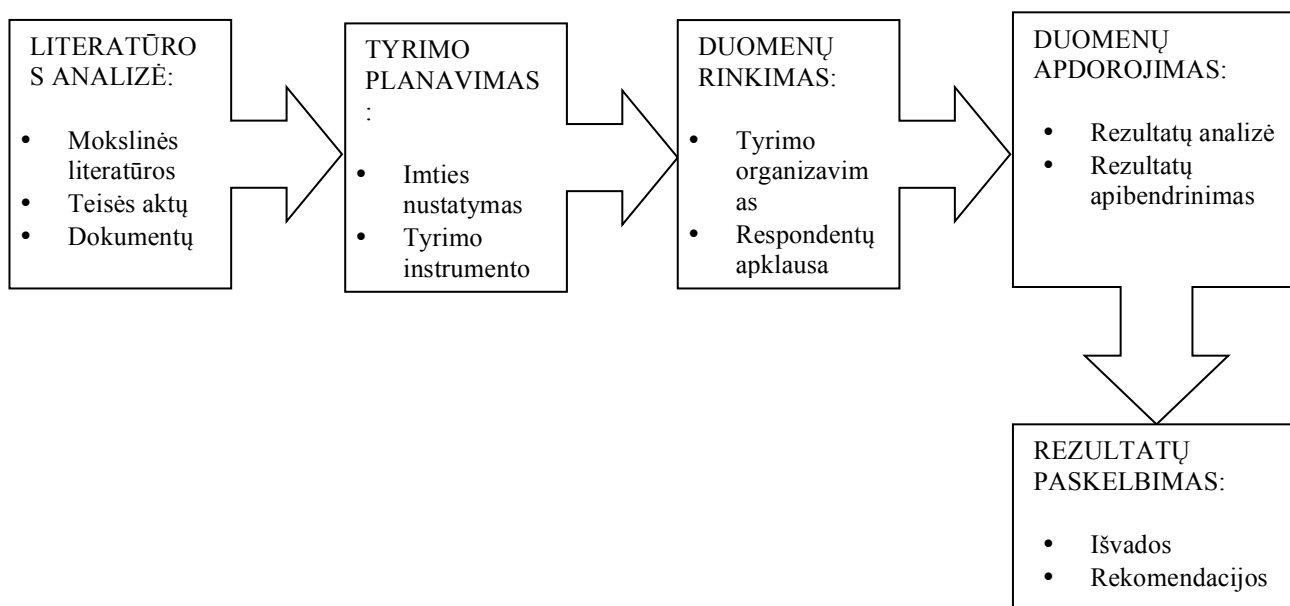 LITERATŪRO
S ANALIZĖ:
• Mokslinės
literatūros
• Teisės aktų
• Dokumentų
TYRIMO
PLANAVIMAS
:
• Imties
nustatymas
• Tyrimo
instrumento
DUOMENŲ
RINKIMAS:
• Tyrimo
organizavim
as
• Respondentų
apklausa
DUOMENŲ
APDOROJIMAS:
• Rezultatų analizė
• Rezultatų
apibendrinimas
REZULTATŲ
PASKELBIMAS:
• Išvados
• Rekomendacijos